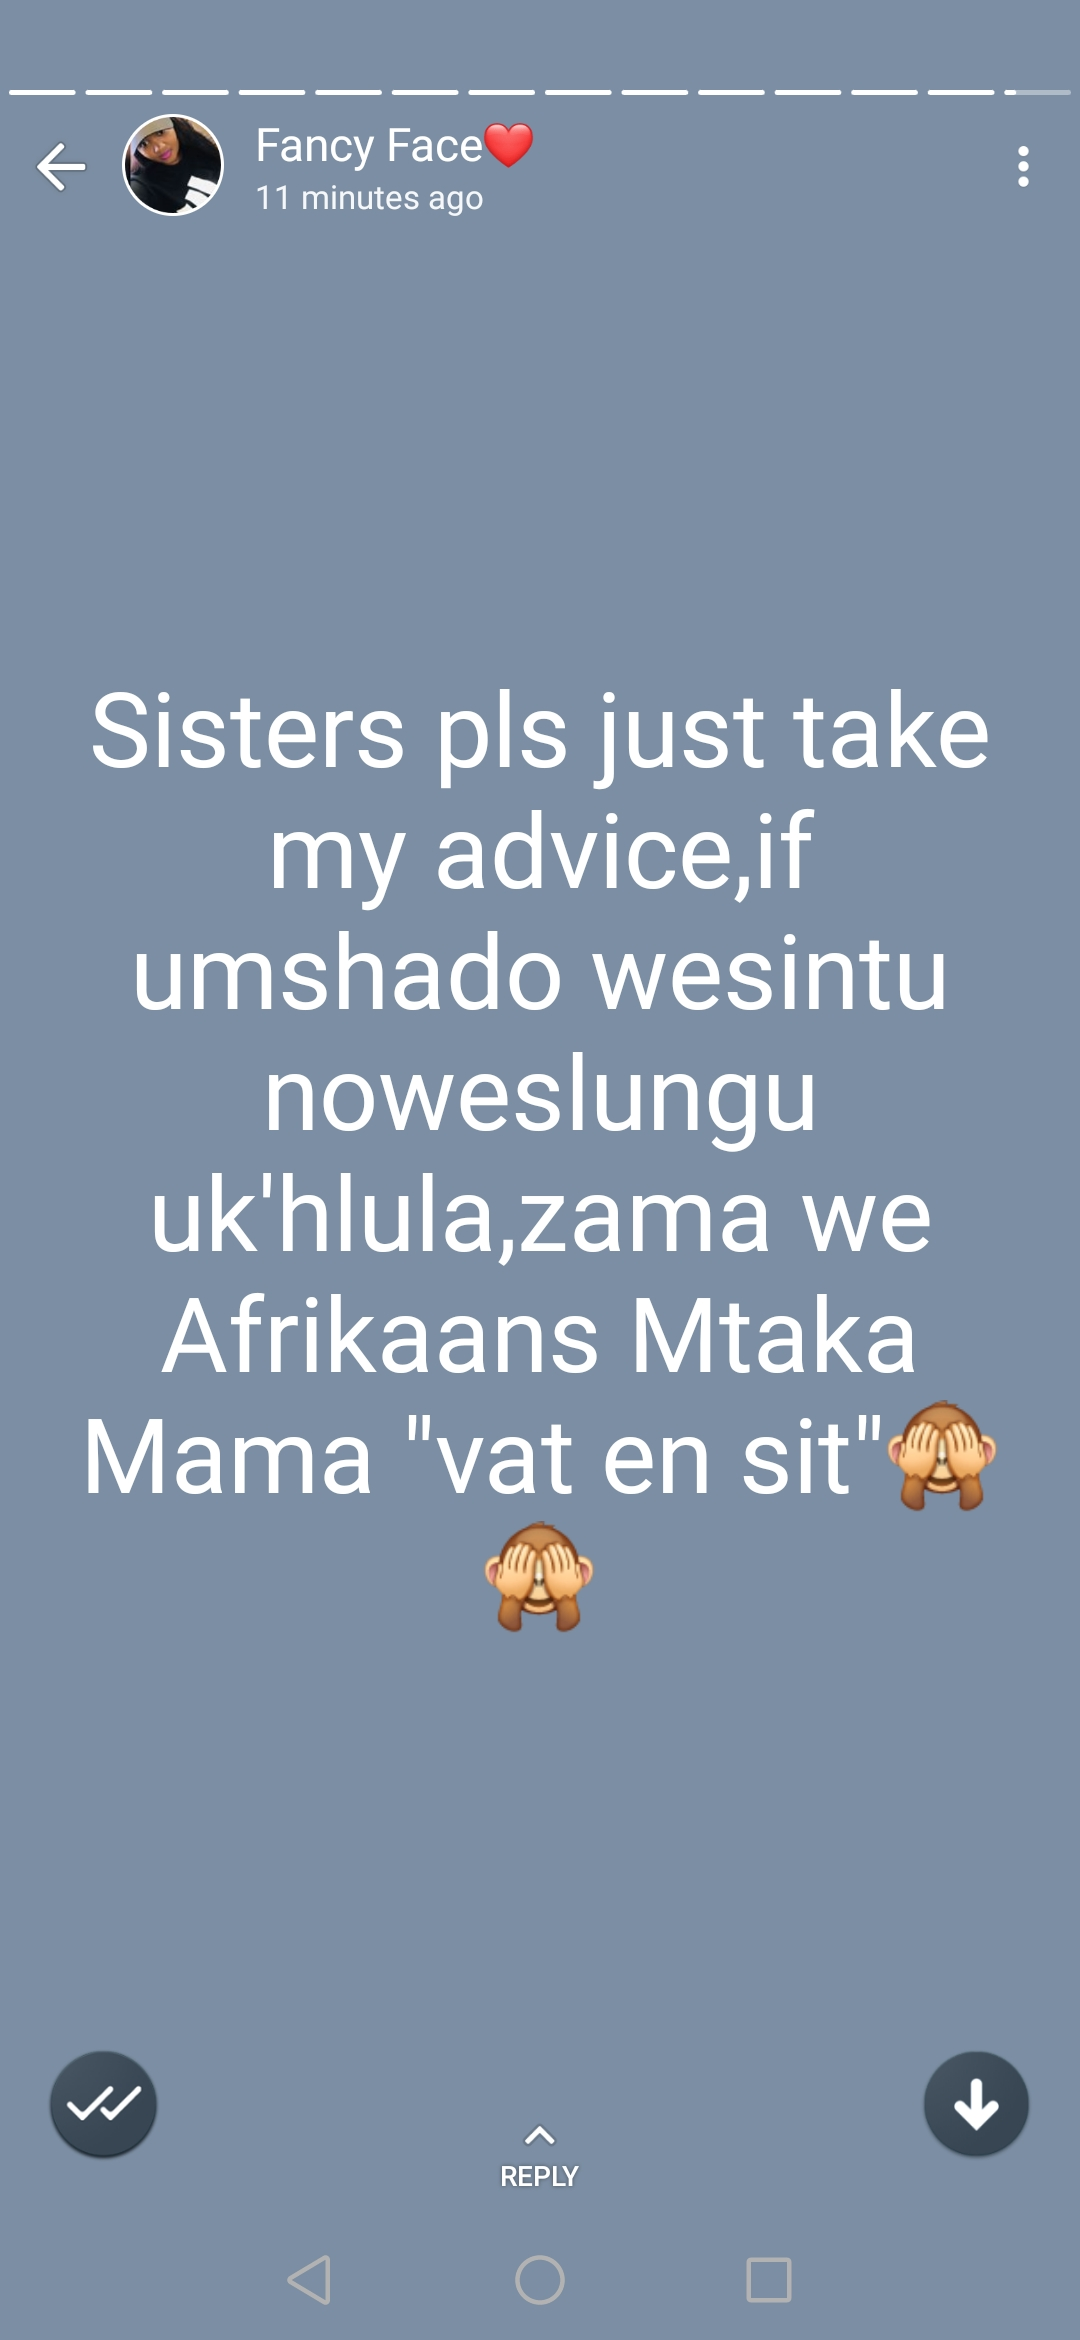 Fancy Face❤️
11 minutes ago
Sisters pls just take
my advice,if
umshado wesintu
noweslungu
uk'hlula,zama we
Afrikaans Mtaka
Mama "vat en sit"🙈
🙈
REPLY